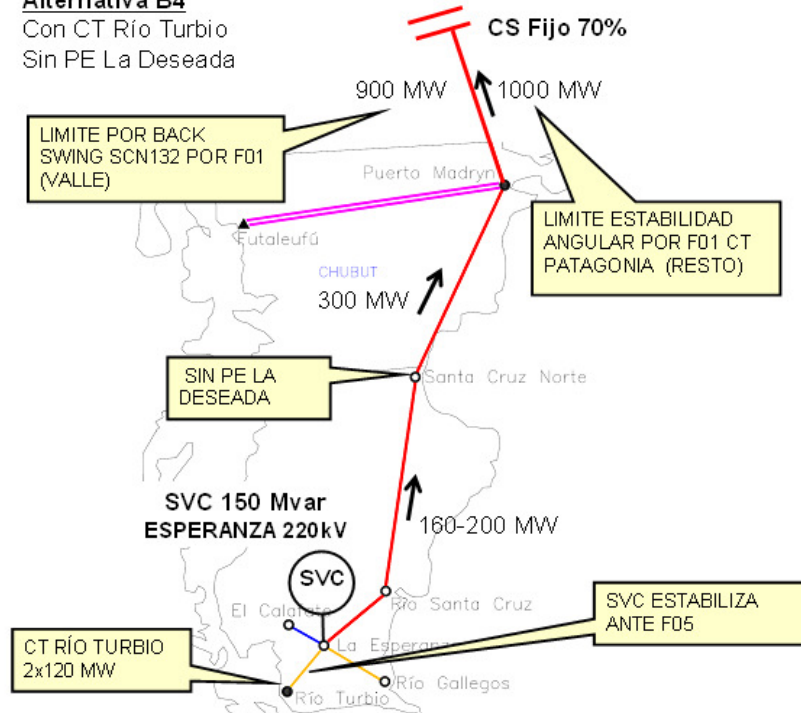 Alternativa B4
Con CT Río Turbio
Sin PE La Deseada
CS Fijo 70%
900 MW
1000 MW
LIMITE POR BACK
SWING SCN132 POR F01
(VALLE)
Puerto Madryn
LIMITE ESTABILIDAD
ANGULAR POR F01 CT
PATAGONIA (RESTO)
Futaleufú
CHUBUT
300 MW
SIN PE LA
DESEADA
Santa Cruz Norte
SVC 150 Mvar
ESPERANZA 220kV
160-200 MW
SVC
El Calafate
Río Santa Cruz
SVC ESTABILIZA
ANTE F05
La Esperanza
CT RÍO TURBIO
2x120 MW
Río Gallegos
Río Turbio